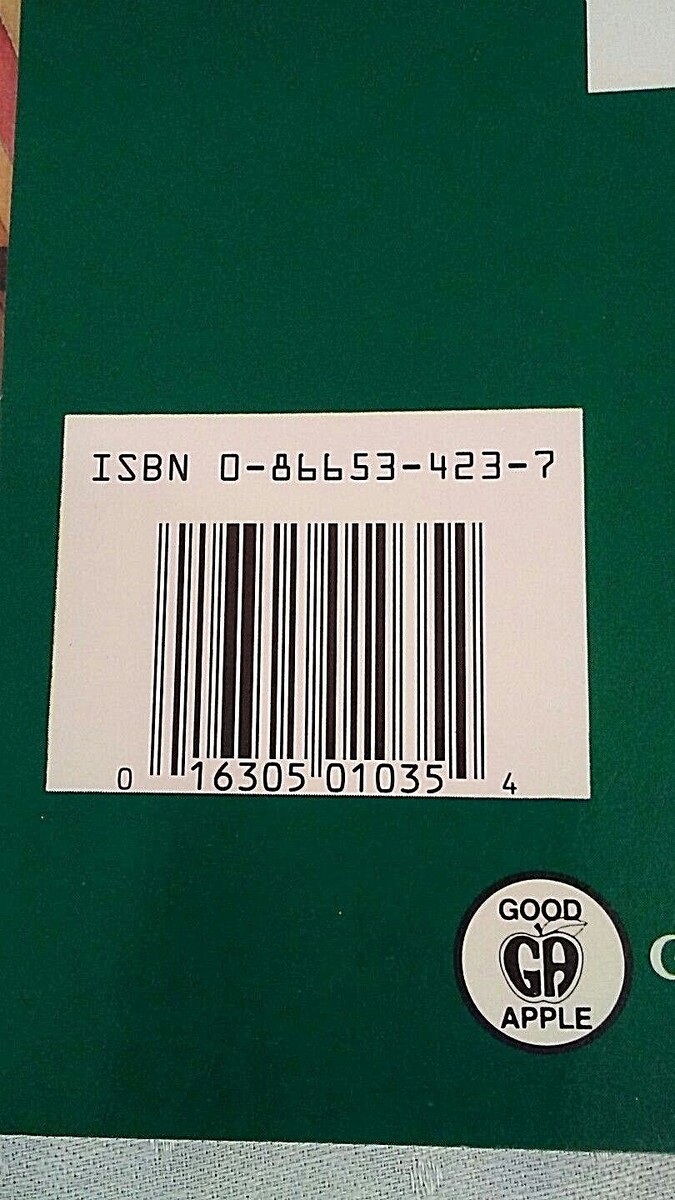 ISBN 0-86653-423-7
0 16305 01035 4
GOOD
GA
APPLE
G